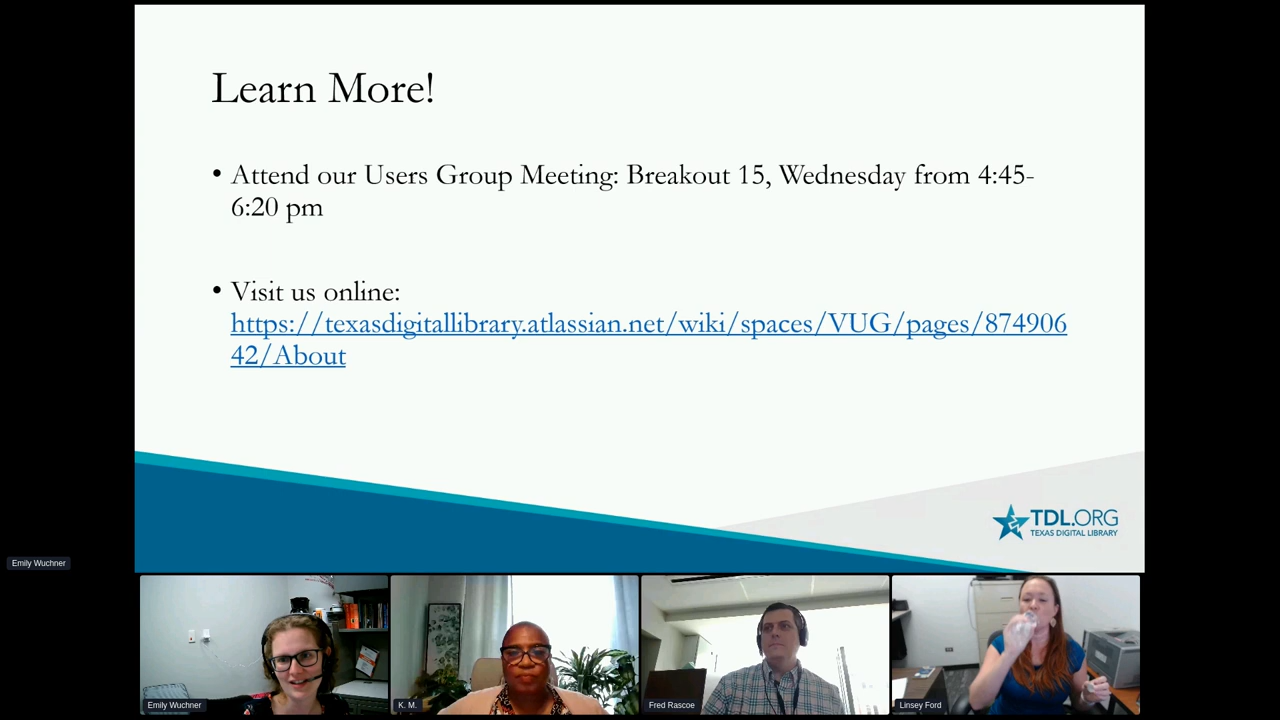 Learn More!
• Attend our Users Group Meeting: Breakout 15, Wednesday from 4:45-
6:20 pm
• Visit us online:
https://texasdigitallibrary.atlassian.net/wiki/spaces/VUG/pages/874906
42/About
TDL.ORG
TEXAS DIGITAL LIBRARY
Emily Wuchner
Emily Wuchner
K. M.
Fred Rascoe
Linsey Ford